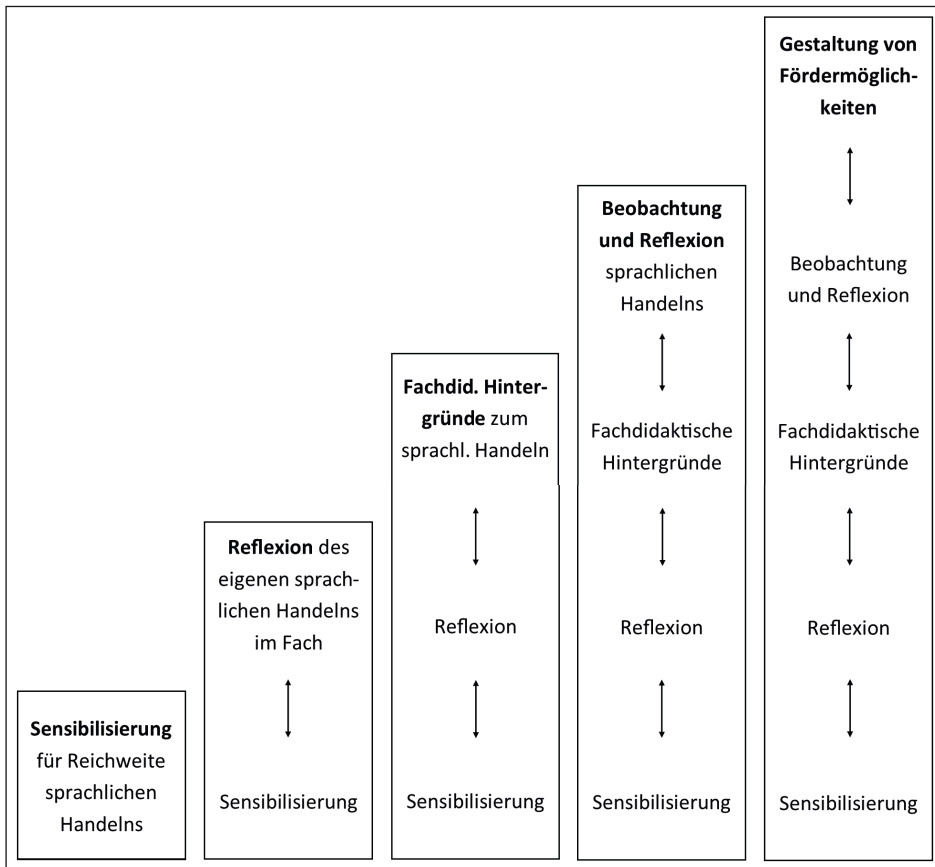 Sensibilisierung
für Reichweite
sprachlichen
Handelns
Reflexion des
eigenen sprach-
lichen Handelns
im Fach
Sensibilisierung
Fachdid. Hinter-
gründe zum
sprachl. Handeln
Reflexion
Sensibilisierung
Beobachtung
und Reflexion
sprachlichen
Handelns
Fachdidaktische
Hintergründe
Reflexion
Sensibilisierung
Gestaltung von
Fördermöglich-
keiten
Beobachtung
und Reflexion
Fachdidaktische
Hintergründe
Reflexion
Sensibilisierung